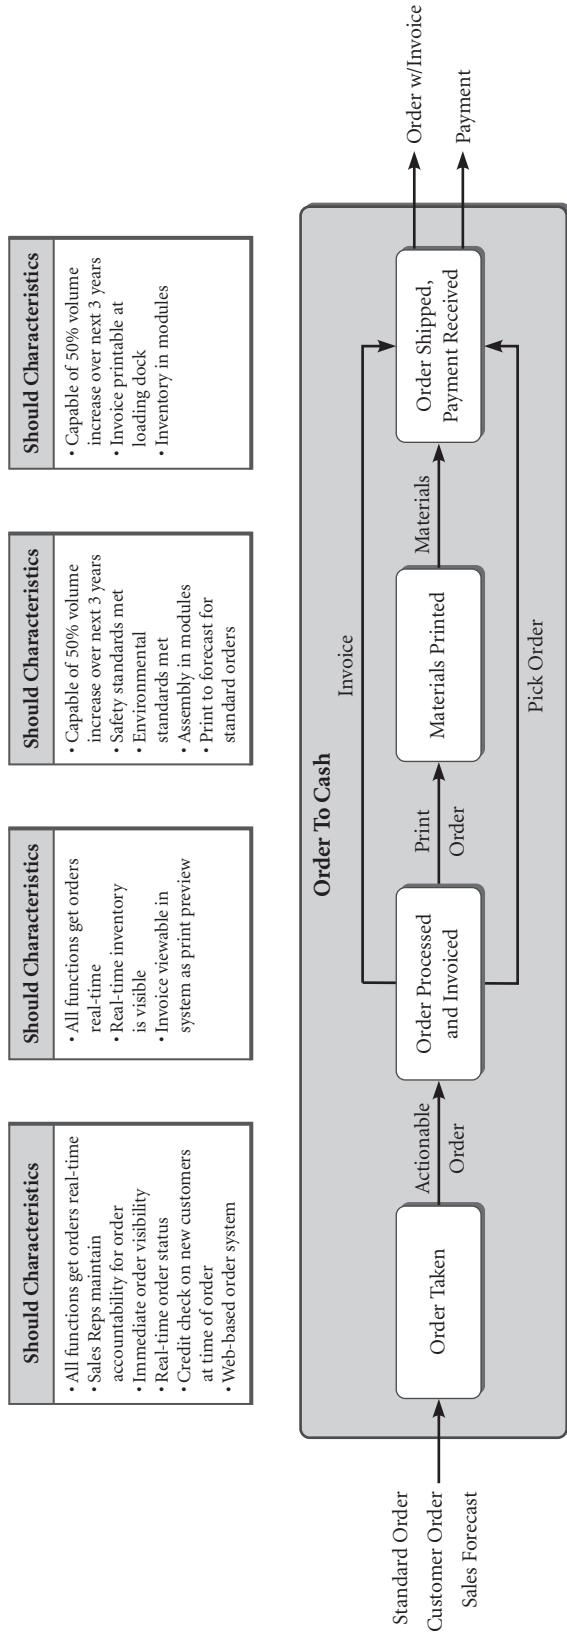 Should Characteristics
• All functions get orders real-time
• Sales Reps maintain
accountability for order
• Immediate order visibility
• Real-time order status
• Credit check on new customers
at time of order
• Web-based order system
Should Characteristics
• All functions get orders
real-time
• Real-time inventory
is visible
• Invoice viewable in
system as print preview
Should Characteristics
• Capable of 50% volume
increase over next 3 years
• Safety standards met
• Environmental
standards met
• Assembly in modules
• Print to forecast for
standard orders
Should Characteristics
• Capable of 50% volume
increase over next 3 years
• Invoice printable at
loading dock
• Inventory in modules
Order To Cash
Standard Order
Customer Order
Sales Forecast
Order Taken
Actionable
Order
Order Processed
and Invoiced
Invoice
Print
Order
Materials Printed
Materials
Pick Order
Order Shipped,
Payment Received
Order w/Invoice
Payment